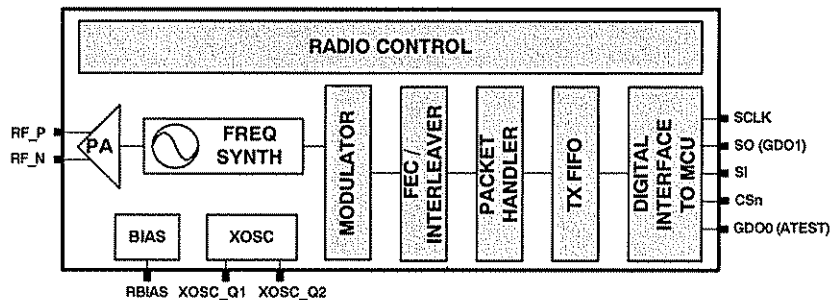 RADIO CONTROL
RF_P
RF_N
PA
FREQ
SYNTH
MODULATOR
FEC /
INTERLEAVER
PACKET
HANDLER
TX FIFO
DIGITAL
INTERFACE
TO MCU
SCLK
SO (GDO1)
SI
CSn
GDO0 (ATEST)
BIAS
XOSC
RBIAS
XOSC_Q1
XOSC_Q2